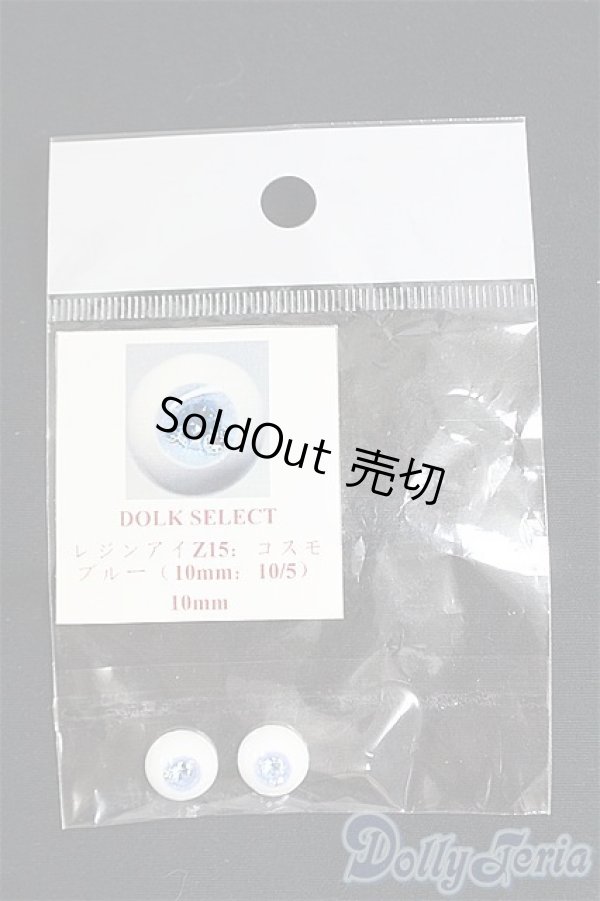 SoldOut 売切
DOLK SELECT
レジンアイZ15: コスモ
ブルー（10mm: 10/5）
10mm
DollyTeria